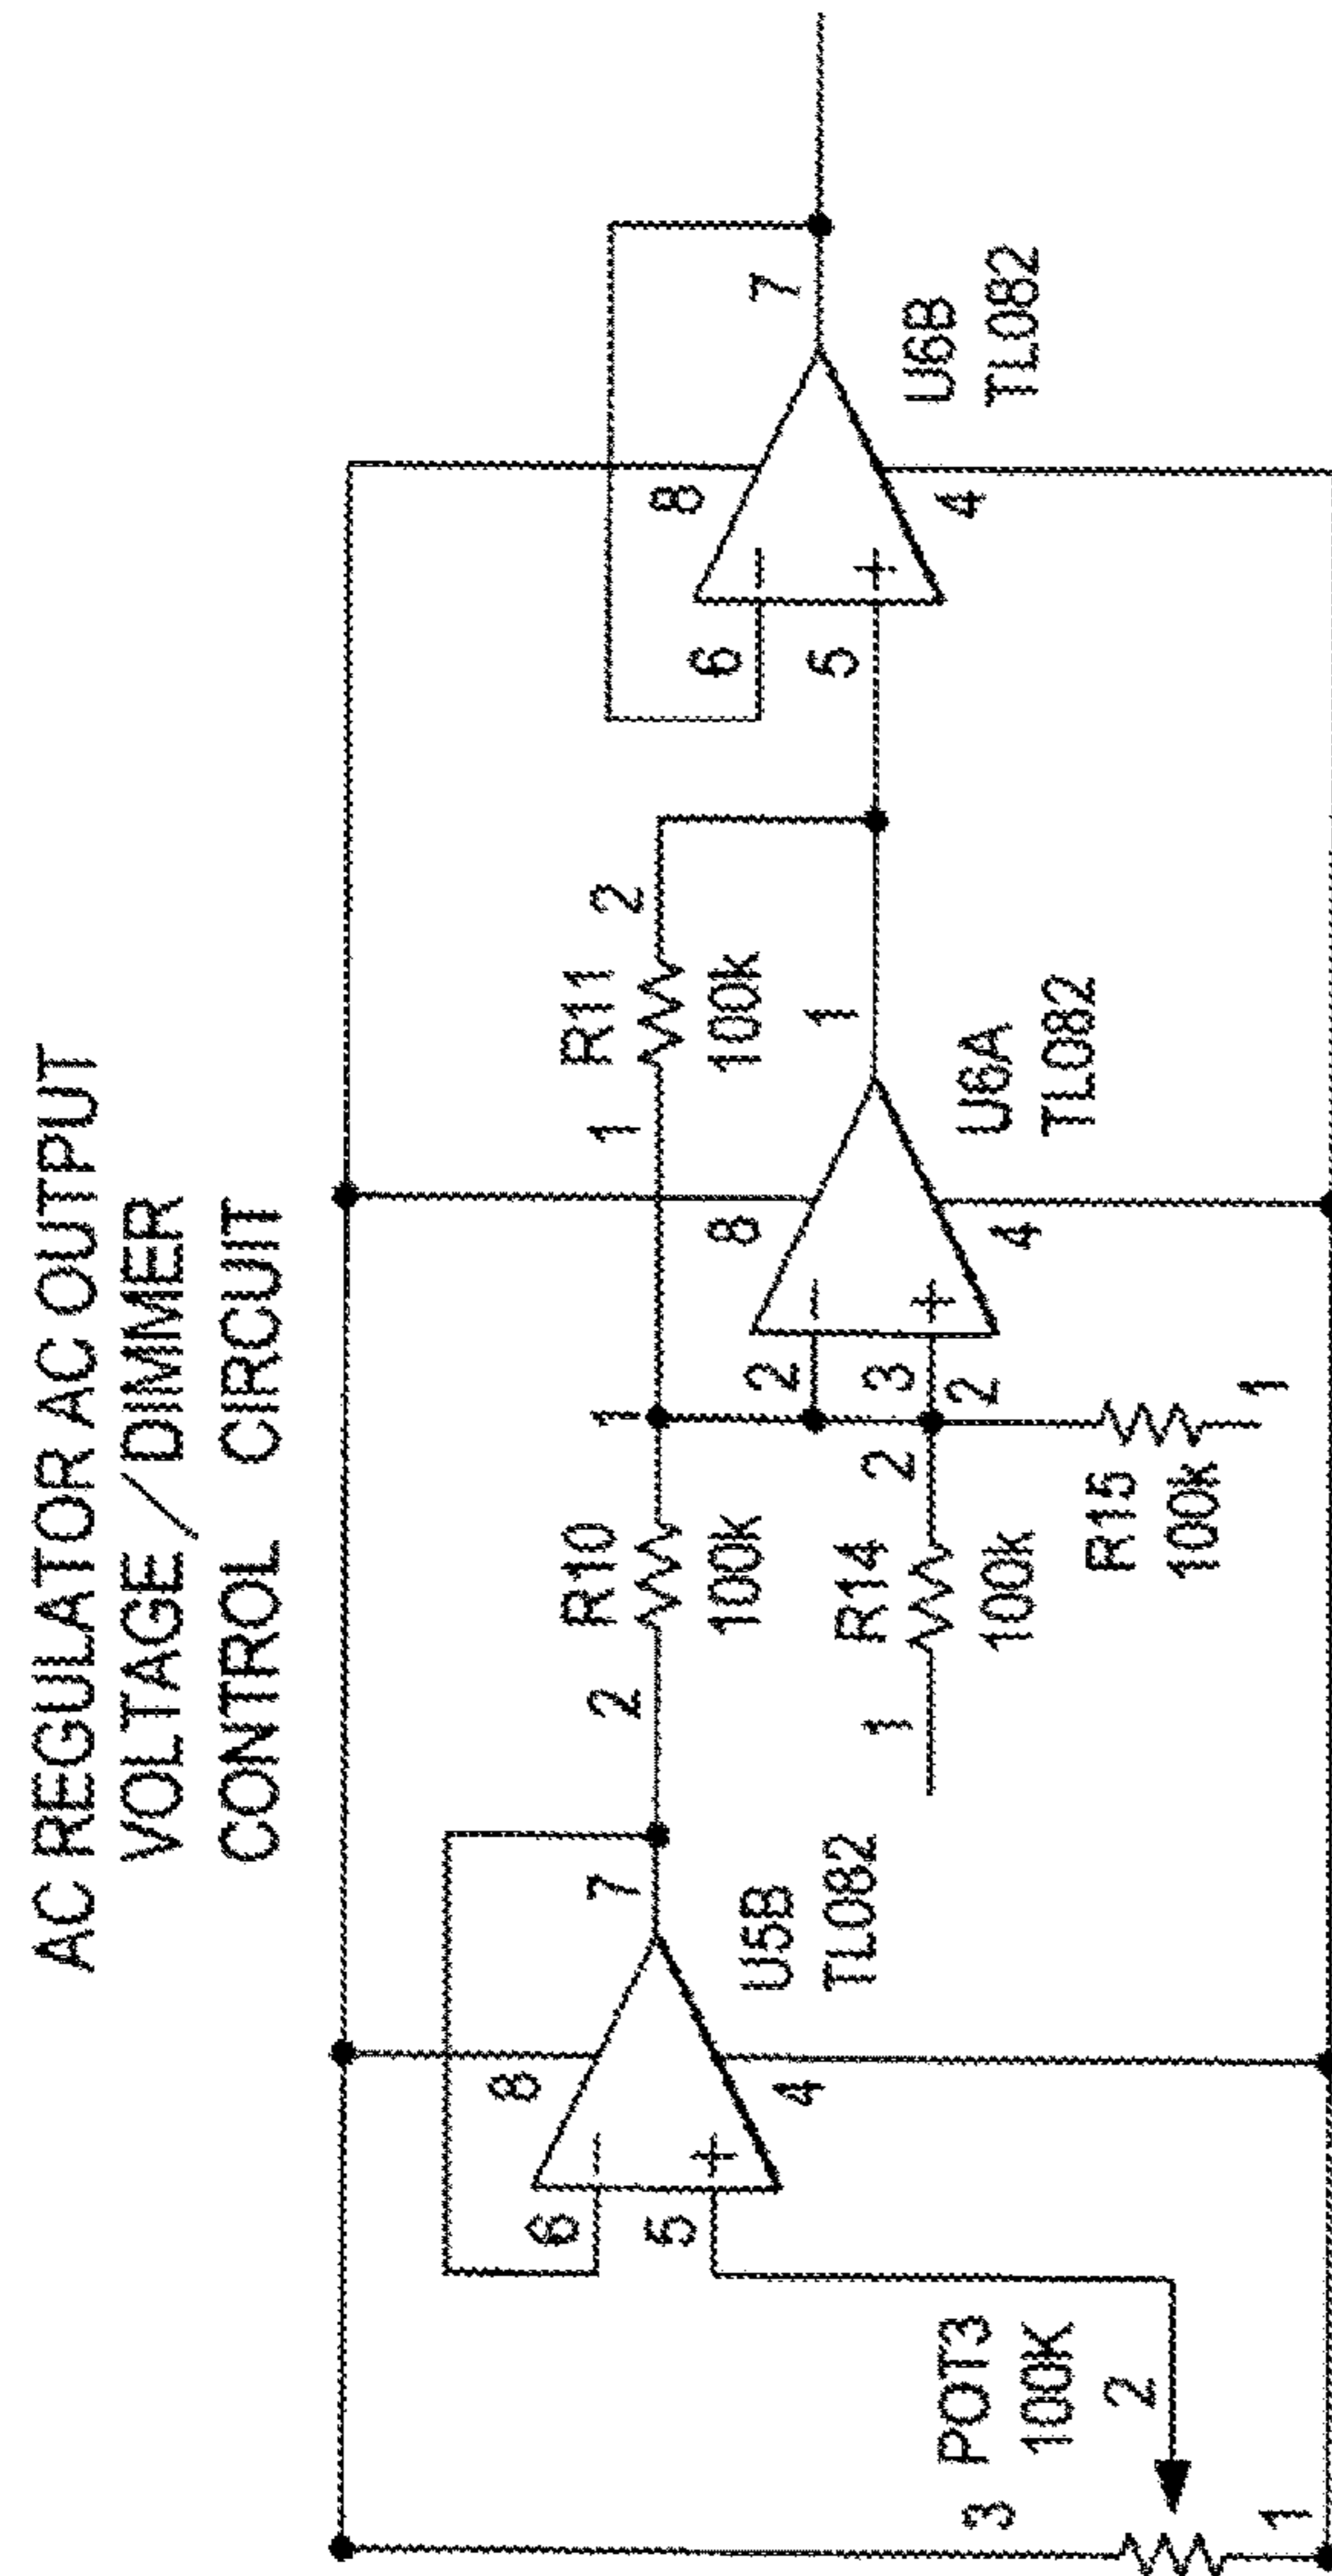 AC REGULATOR AC OUTPUT
VOLTAGE/DIMMER
CONTROL CIRCUIT
3
POT3
100K
2
1
6
5
8
4
7
U5B
TL082
2
R10
100k
1
1
R14
100k
2
2
3
2
R15
100k
1
8
4
1
R11
100k
2
1
U6A
TL082
6
5
8
4
7
U6B
TL082